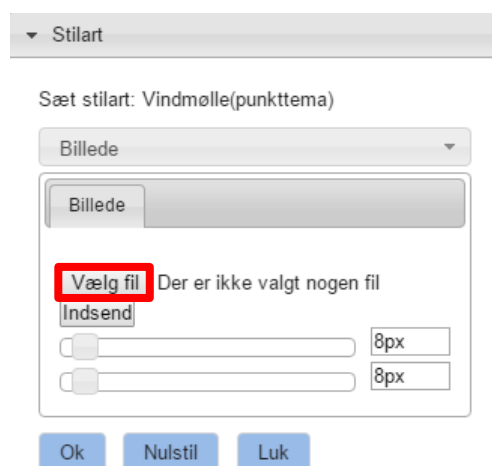 Stilart
Sæt stilart: Vindmølle(punkttema)
Billede
Billede
Vælg fil Der er ikke valgt nogen fil
Indsend
8px
8px
Ok Nulstil Luk